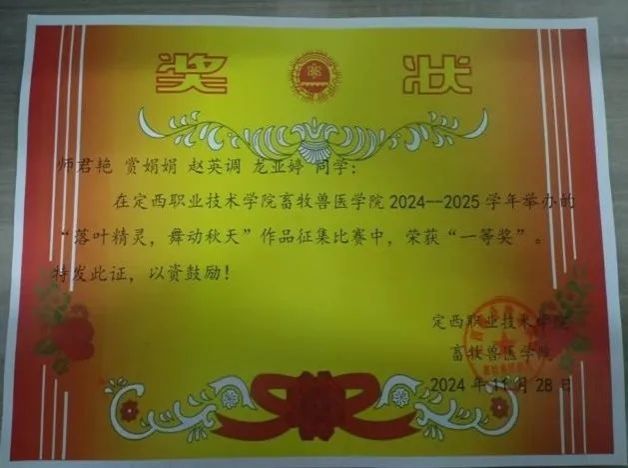 奖 状
师君艳 赏娟娟 赵英调 龙亚婷 同学：
在定西职业技术学院畜牧兽医学院2024--2025学年举办的
“落叶精灵，舞动秋天”作品征集比赛中，荣获“一等奖”。
特发此证，以资鼓励！
定西职业技术学院
畜牧兽医学院
2024年11月28日